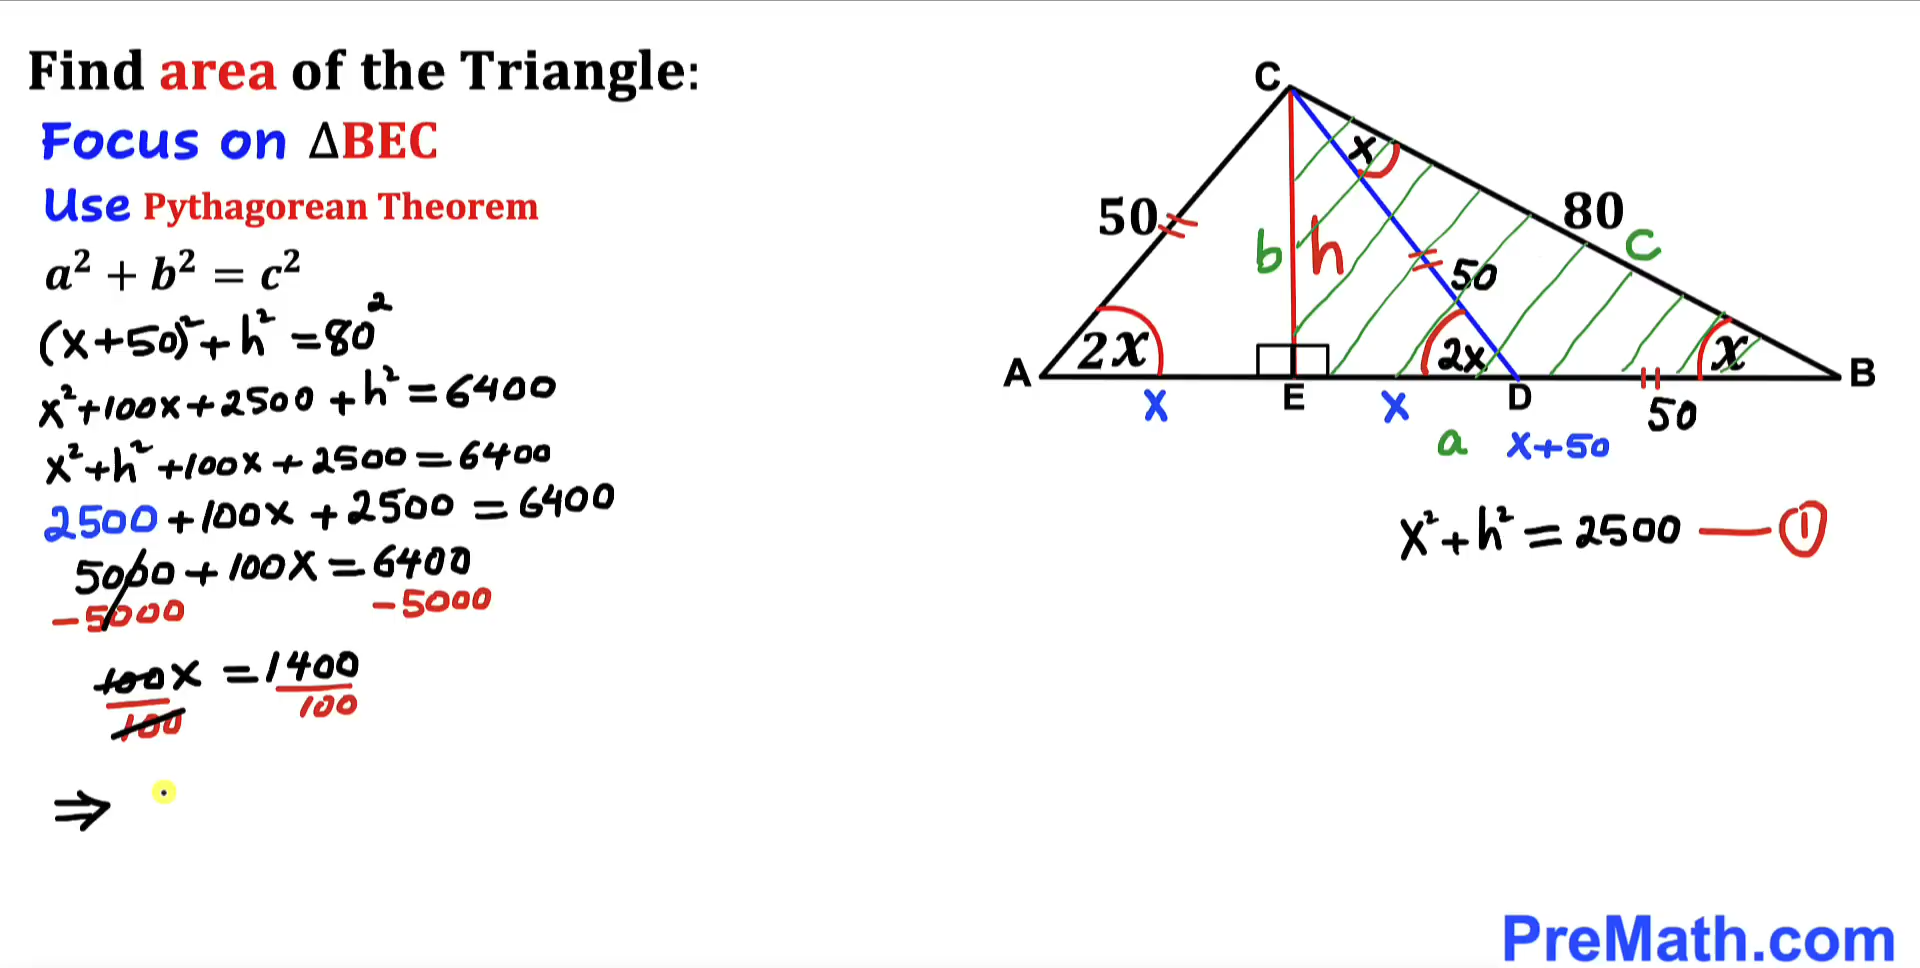 Find area of the Triangle:
Focus on ΔBEC
Use Pythagorean Theorem
a² + b² = c²
(x+50)² + h² = 80²
x² + 100x + 2500 + h² = 6400
x² + h² + 100x + 2500 = 6400
2500 + 100x + 2500 = 6400
5000 + 100x = 6400
-5000 -5000
100x = 1400
100 100
⇒
C
x
50
80
b h
c
50
2x
2x
x
A
B
E
D
x
x
50
a x+50
x² + h² = 2500 — ①
PreMath.com